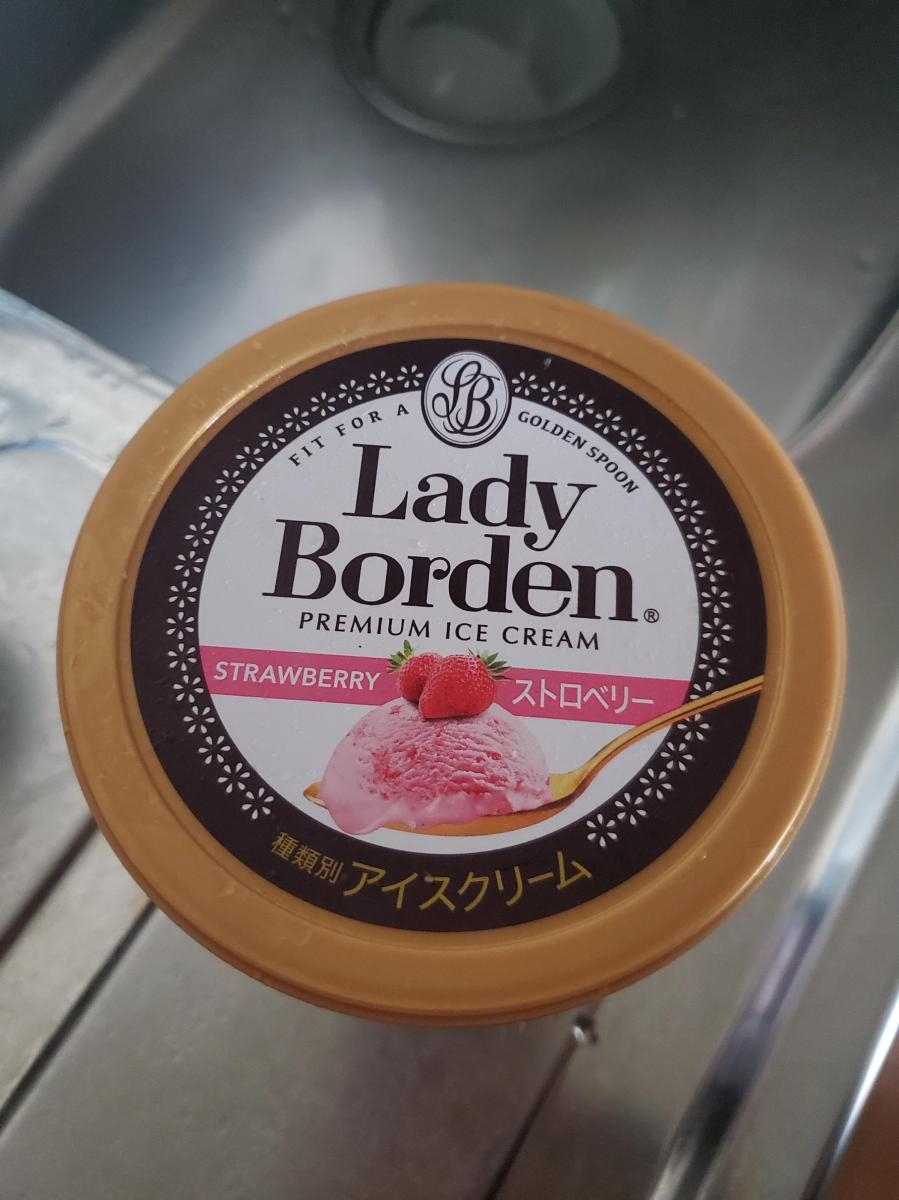 LB
FIT FOR A GOLDEN SPOON
Lady
Borden®
PREMIUM ICE CREAM
STRAWBERRY ストロベリー
種類別 アイスクリーム